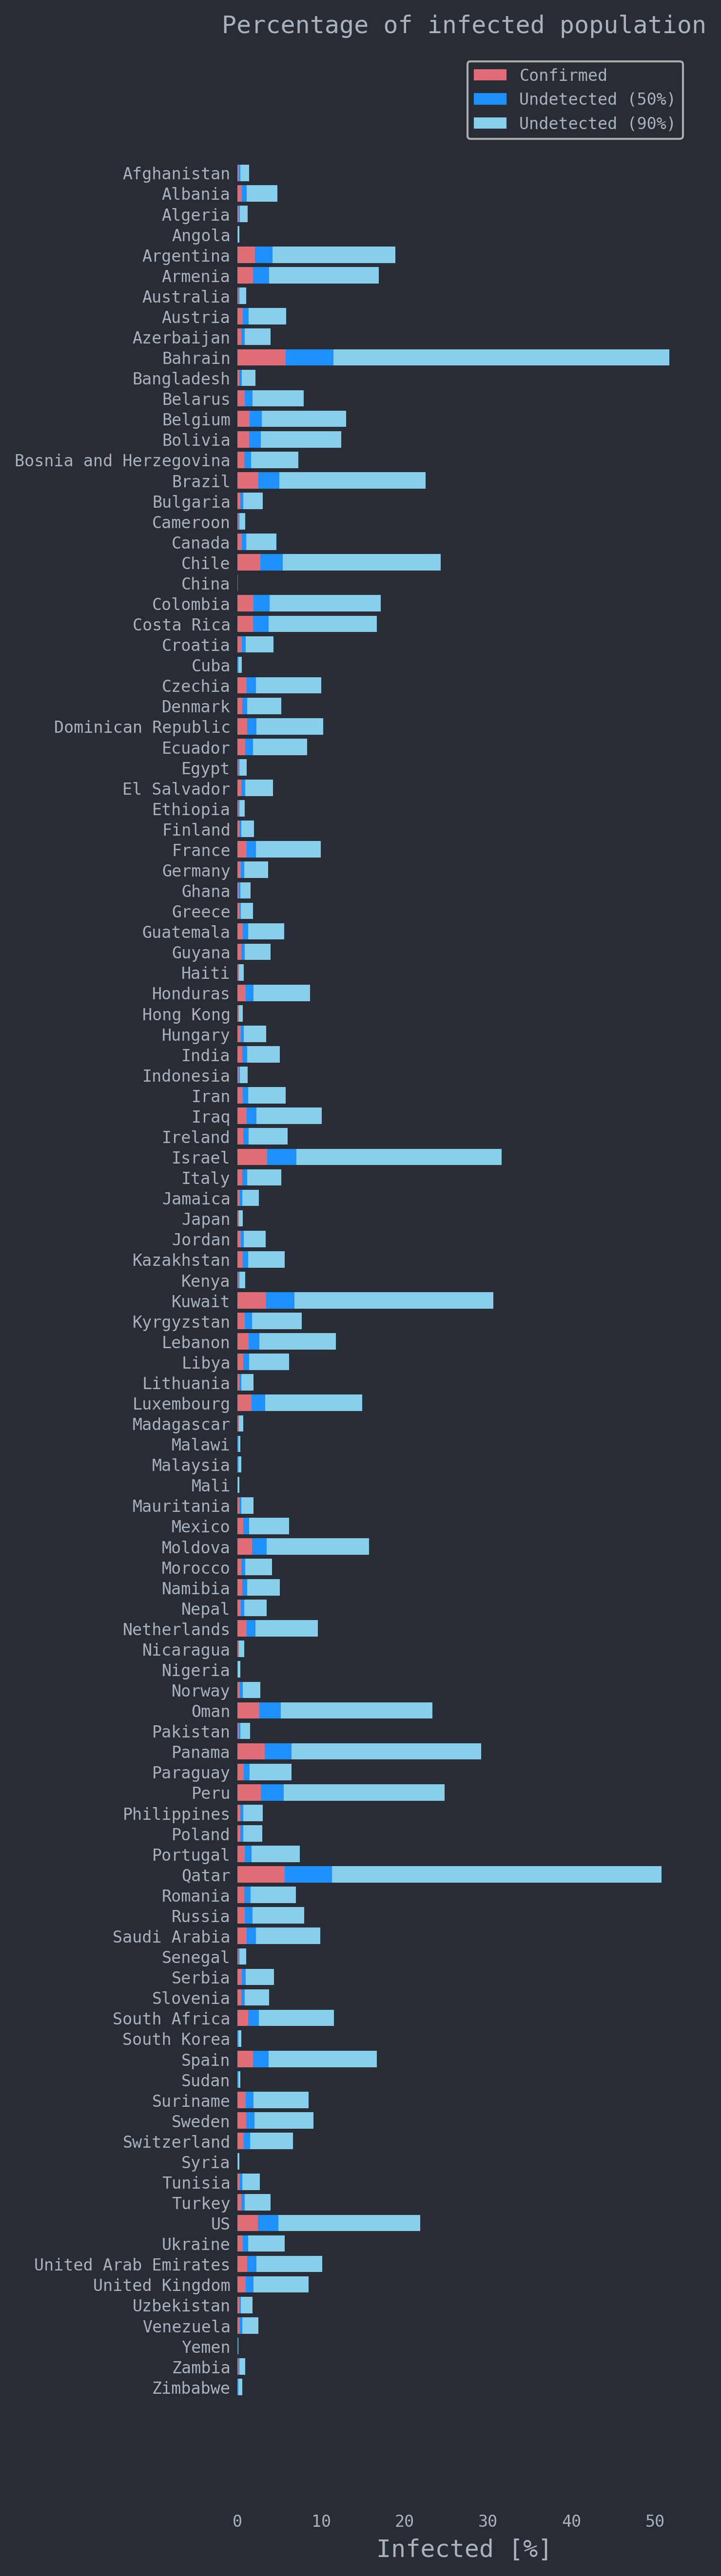 Percentage of infected population
Confirmed
Undetected (50%)
Undetected (90%)
Afghanistan
Albania
Algeria
Angola
Argentina
Armenia
Australia
Austria
Azerbaijan
Bahrain
Bangladesh
Belarus
Belgium
Bolivia
Bosnia and Herzegovina
Brazil
Bulgaria
Cameroon
Canada
Chile
China
Colombia
Costa Rica
Croatia
Cuba
Czechia
Denmark
Dominican Republic
Ecuador
Egypt
El Salvador
Ethiopia
Finland
France
Germany
Ghana
Greece
Guatemala
Guyana
Haiti
Honduras
Hong Kong
Hungary
India
Indonesia
Iran
Iraq
Ireland
Israel
Italy
Jamaica
Japan
Jordan
Kazakhstan
Kenya
Kuwait
Kyrgyzstan
Lebanon
Libya
Lithuania
Luxembourg
Madagascar
Malawi
Malaysia
Mali
Mauritania
Mexico
Moldova
Morocco
Namibia
Nepal
Netherlands
Nicaragua
Nigeria
Norway
Oman
Pakistan
Panama
Paraguay
Peru
Philippines
Poland
Portugal
Qatar
Romania
Russia
Saudi Arabia
Senegal
Serbia
Slovenia
South Africa
South Korea
Spain
Sudan
Suriname
Sweden
Switzerland
Syria
Tunisia
Turkey
US
Ukraine
United Arab Emirates
United Kingdom
Uzbekistan
Venezuela
Yemen
Zambia
Zimbabwe
0 10 20 30 40 50
Infected [%]